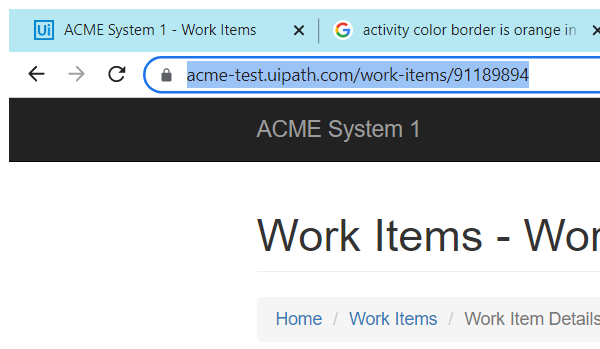 Ui ACME System 1 - Work Items activity color border is orange in
acme-test.uipath.com/work-items/91189894
ACME System 1
Work Items - Wor
Home / Work Items / Work Item Details